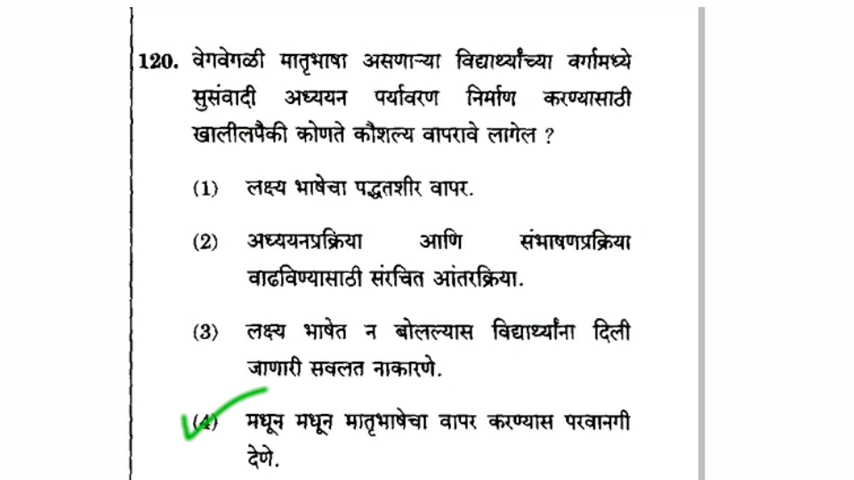 120. वेगवेगळी मातृभाषा असणाऱ्या विद्यार्थ्यांच्या वर्गामध्ये
सुसंवादी अध्ययन पर्यावरण निर्माण करण्यासाठी
खालीलपैकी कोणते कौशल्य वापरावे लागेल ?
(1) लक्ष्य भाषेचा पद्धतशीर वापर.
(2) अध्ययनप्रक्रिया आणि संभाषणप्रक्रिया
वाढविण्यासाठी संरचित आंतरक्रिया.
(3) लक्ष्य भाषेत न बोलल्यास विद्यार्थ्यांना दिली
जाणारी सवलत नाकारणे.
(4) मधून मधून मातृभाषेचा वापर करण्यास परवानगी
देणे.